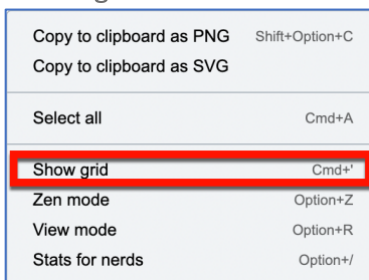 Copy to clipboard as PNG Shift+Option+C
Copy to clipboard as SVG
Select all Cmd+A
Show grid Cmd+'
Zen mode Option+Z
View mode Option+R
Stats for nerds Option+/